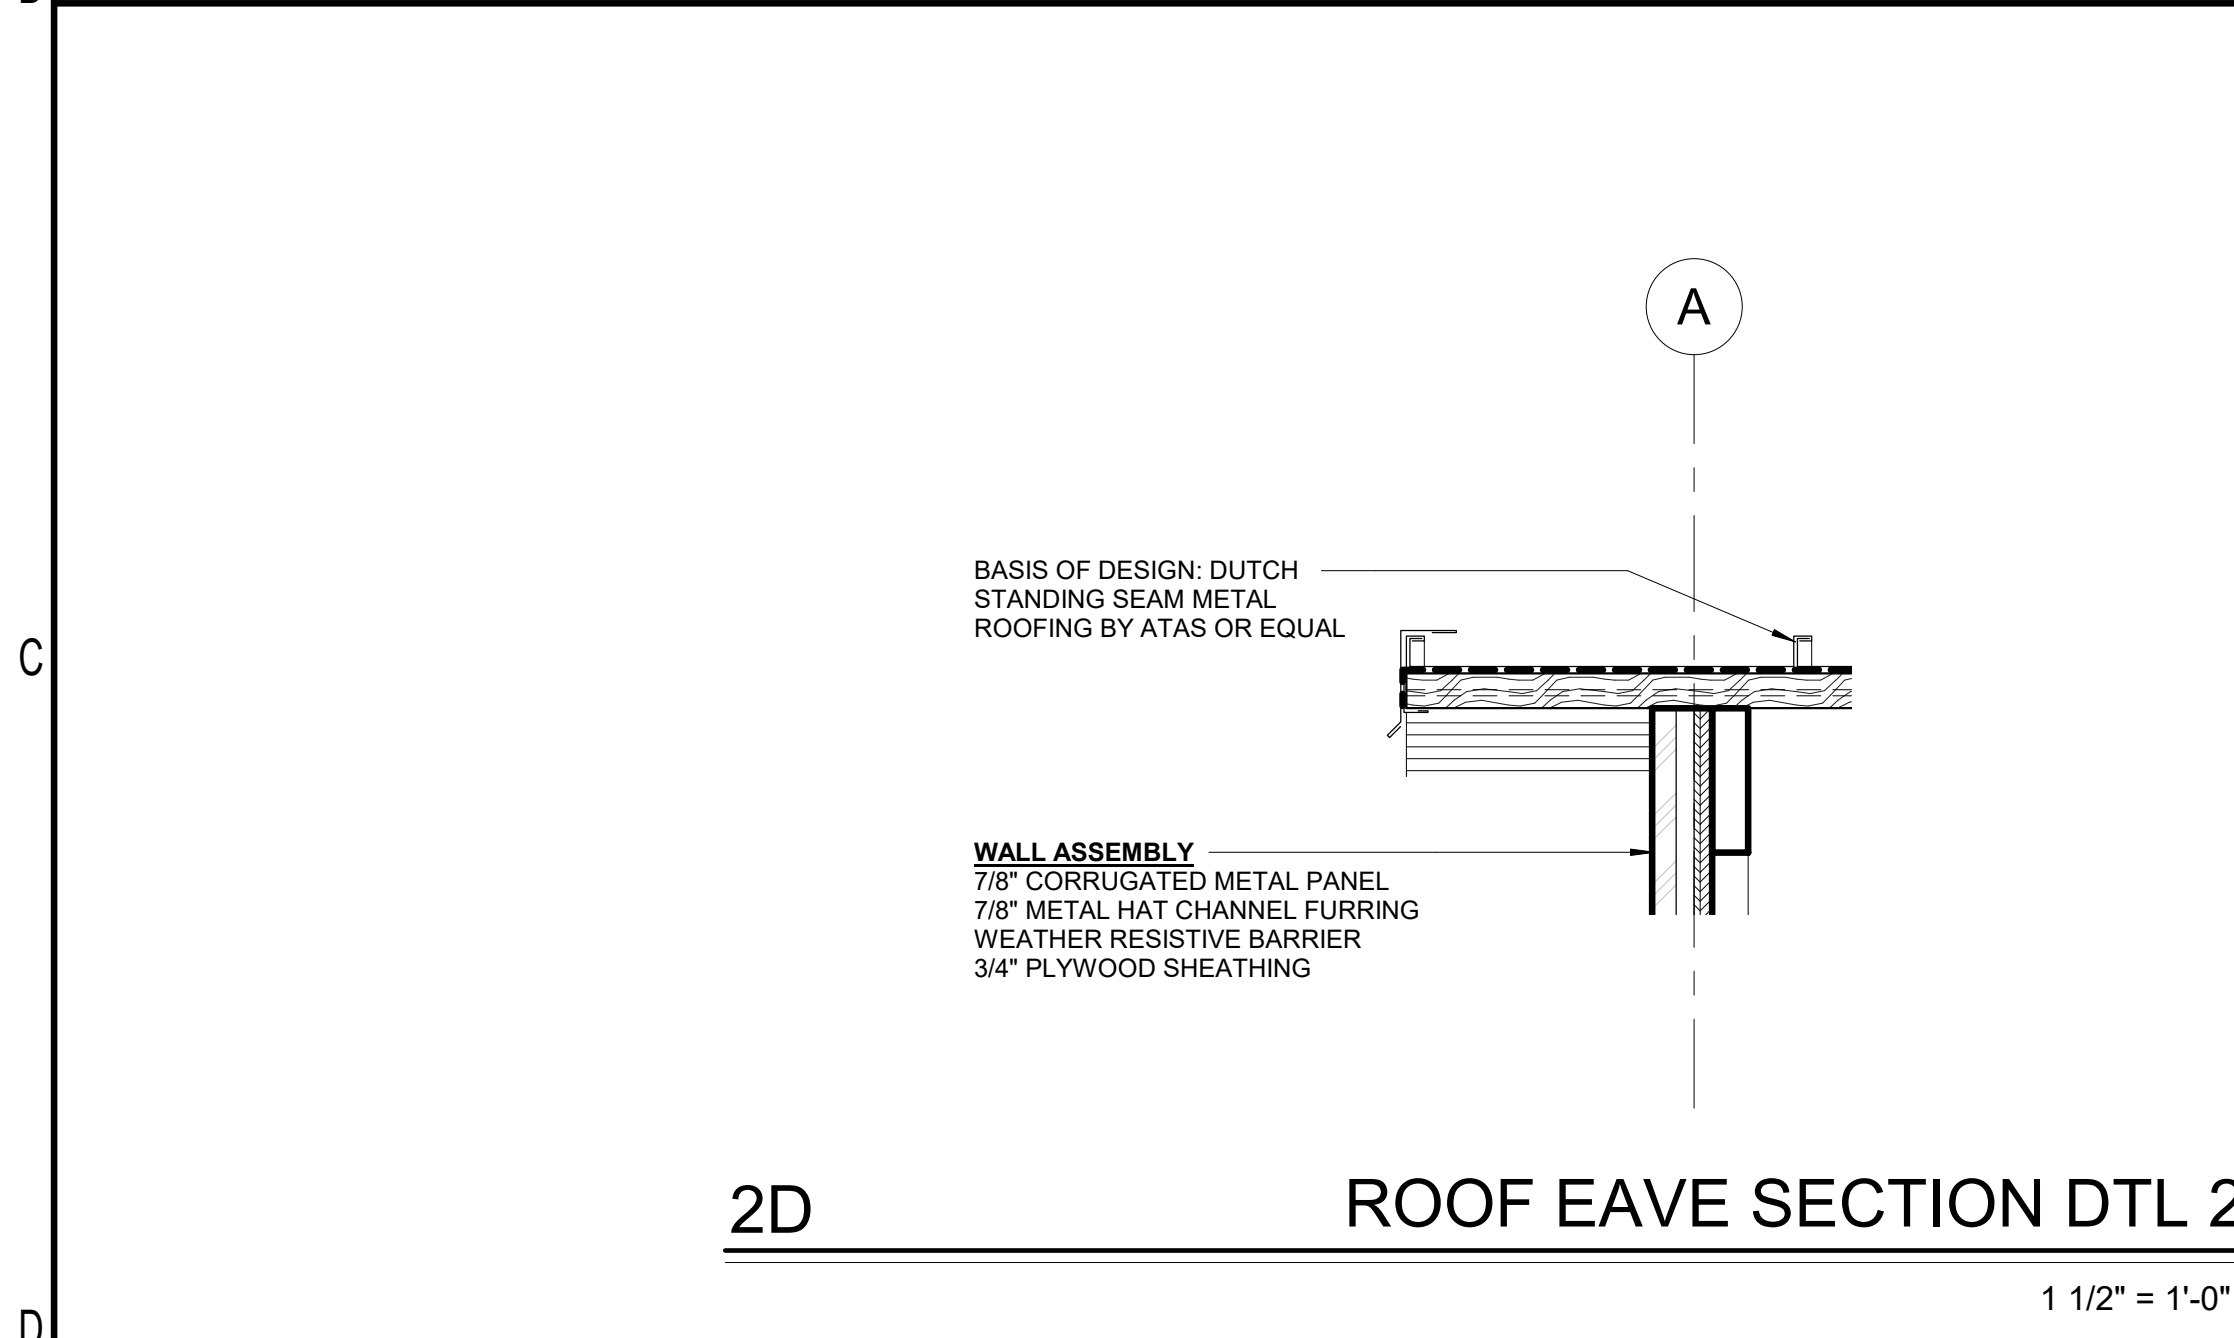 A
BASIS OF DESIGN: DUTCH
STANDING SEAM METAL
ROOFING BY ATAS OR EQUAL
C
WALL ASSEMBLY
7/8" CORRUGATED METAL PANEL
7/8" METAL HAT CHANNEL FURRING
WEATHER RESISTIVE BARRIER
3/4" PLYWOOD SHEATHING
2D
ROOF EAVE SECTION DTL 2
1 1/2" = 1'-0"
D